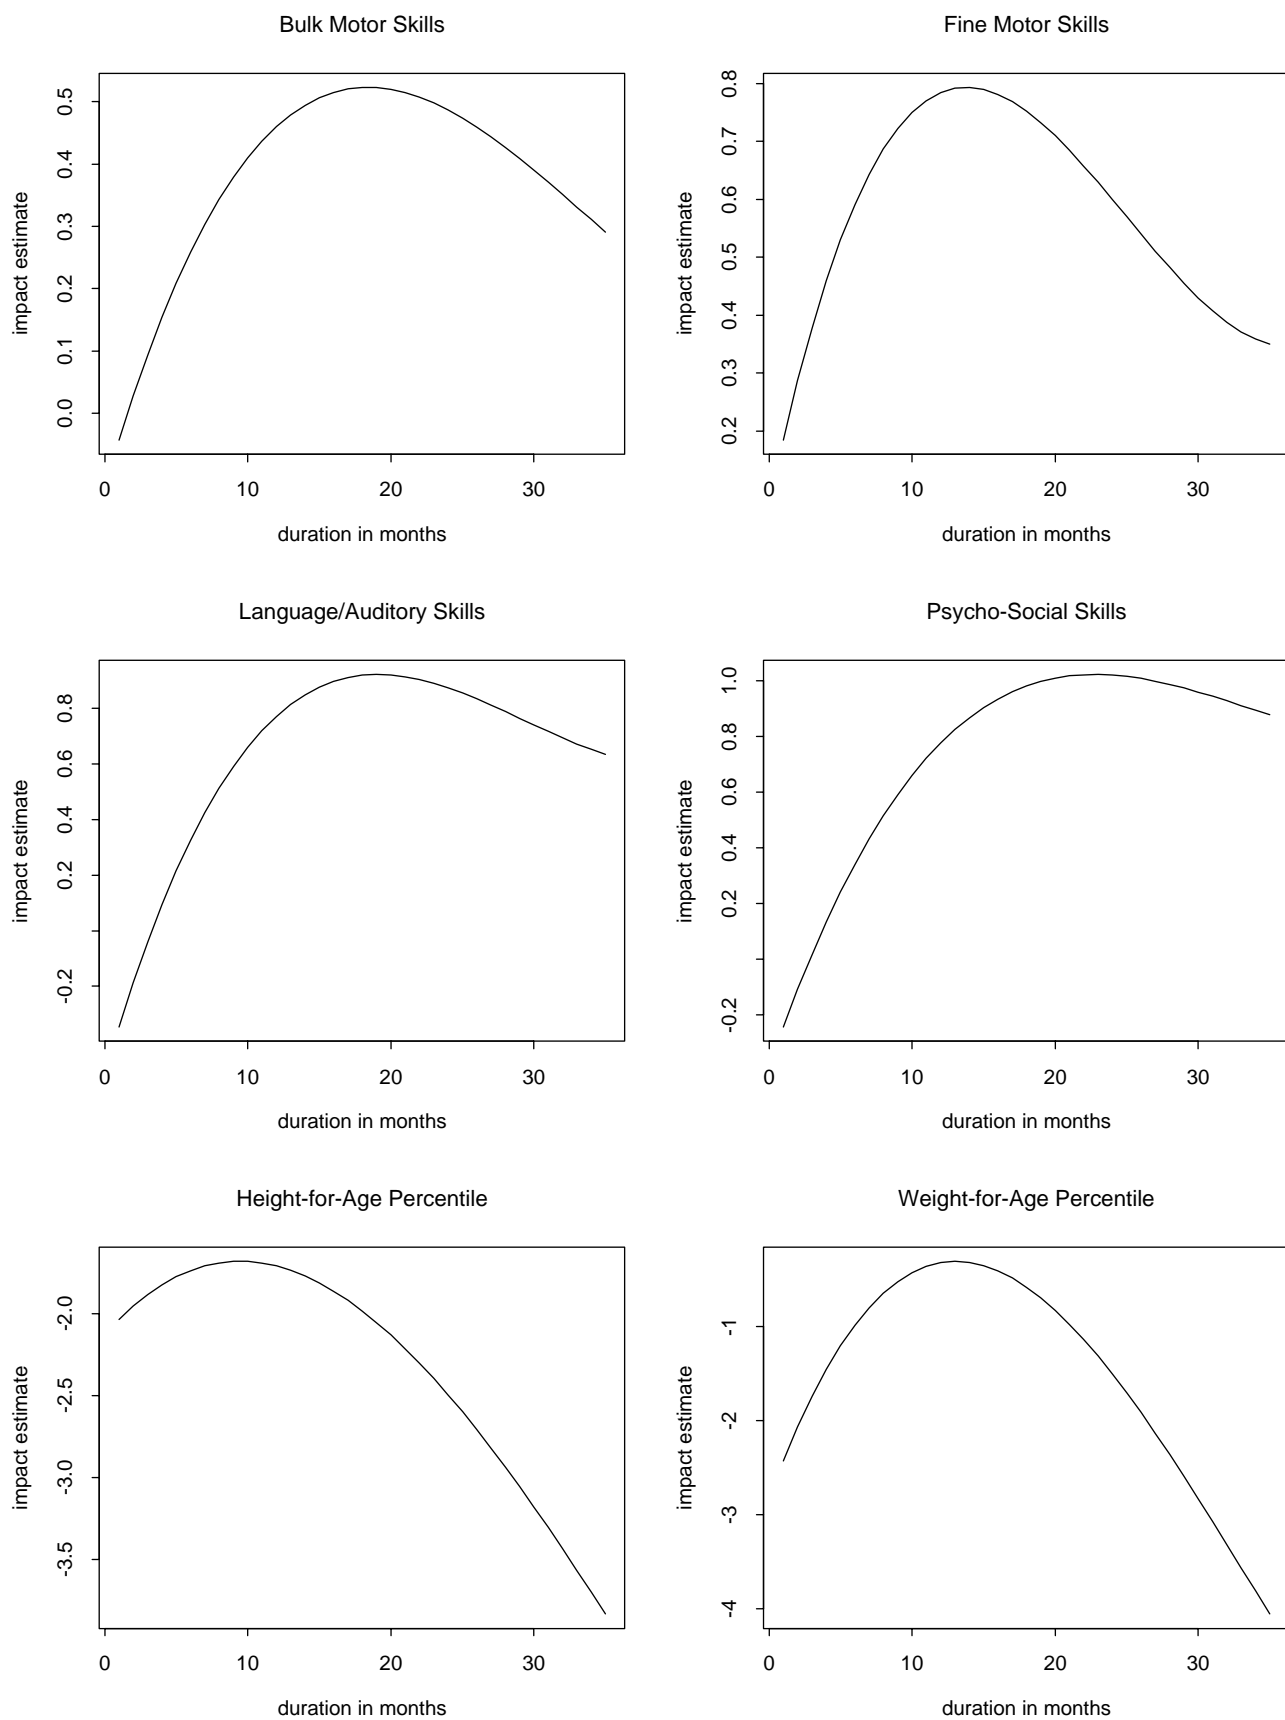 Bulk Motor Skills
impact estimate
0.0 0.1 0.2 0.3 0.4 0.5
0 10 20 30
duration in months
Fine Motor Skills
impact estimate
0.2 0.3 0.4 0.5 0.6 0.7 0.8
0 10 20 30
duration in months
Language/Auditory Skills
impact estimate
-0.2 0.2 0.4 0.6 0.8
0 10 20 30
duration in months
Psycho-Social Skills
impact estimate
-0.2 0.2 0.4 0.6 0.8 1.0
0 10 20 30
duration in months
Height-for-Age Percentile
impact estimate
-3.5 -3.0 -2.5 -2.0
0 10 20 30
duration in months
Weight-for-Age Percentile
impact estimate
-4 -3 -2 -1
0 10 20 30
duration in months